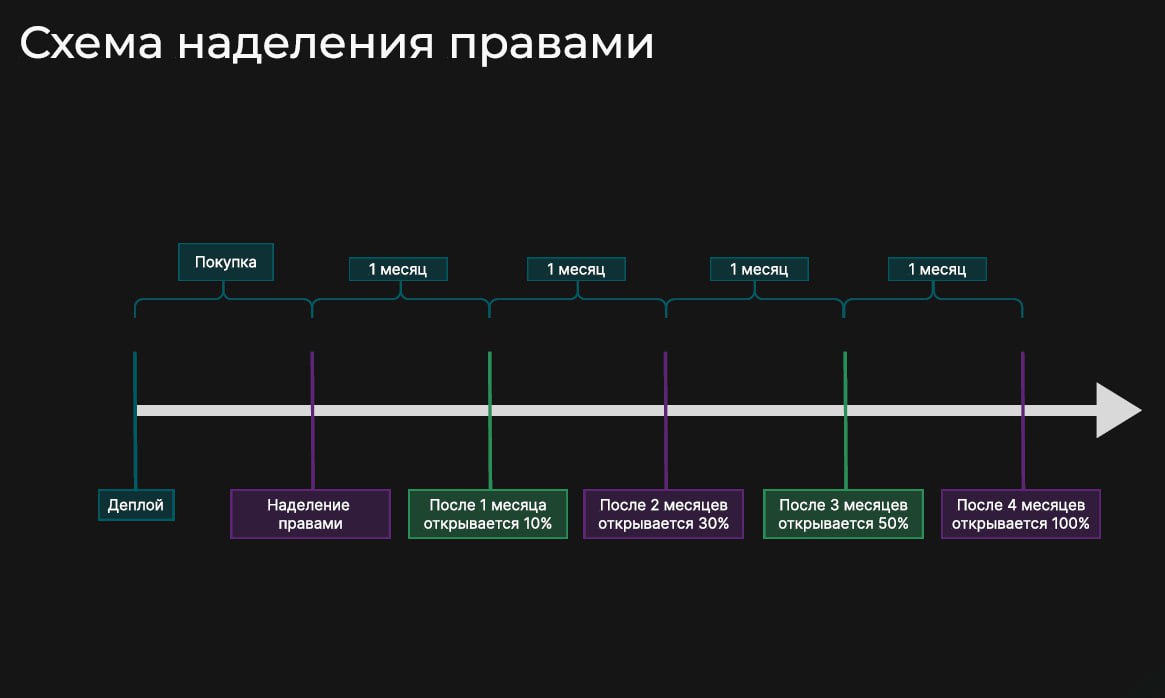 Схема наделения правами
Покупка
1 месяц
1 месяц
1 месяц
1 месяц
Деплой
Наделение
правами
После 1 месяца
открывается 10%
После 2 месяцев
открывается 30%
После 3 месяцев
открывается 50%
После 4 месяцев
открывается 100%